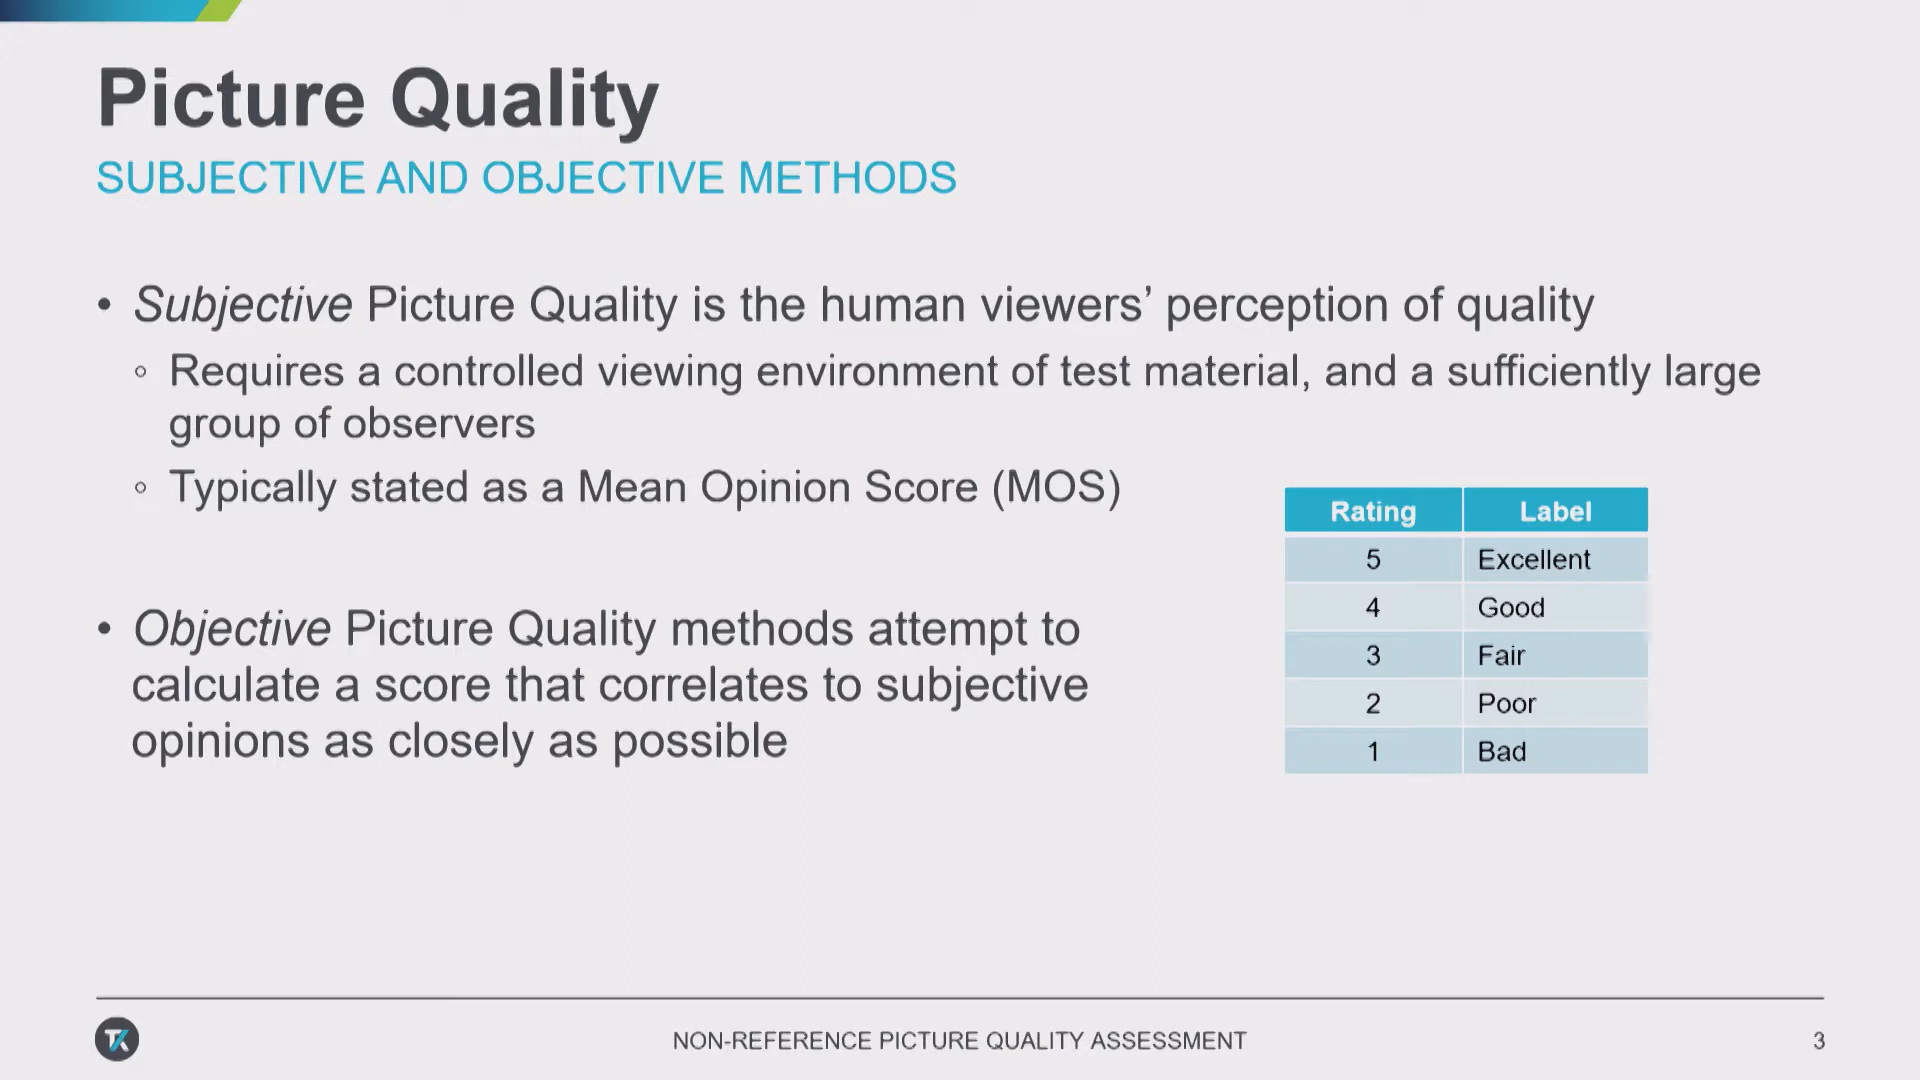 Picture Quality
SUBJECTIVE AND OBJECTIVE METHODS
• Subjective Picture Quality is the human viewers’ perception of quality
◦ Requires a controlled viewing environment of test material, and a sufficiently large
group of observers
◦ Typically stated as a Mean Opinion Score (MOS)
• Objective Picture Quality methods attempt to
calculate a score that correlates to subjective
opinions as closely as possible
Rating Label
5 Excellent
4 Good
3 Fair
2 Poor
1 Bad
TK
NON-REFERENCE PICTURE QUALITY ASSESSMENT
3